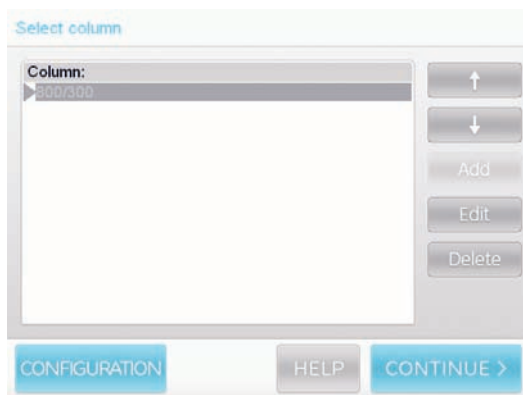 Select column
Column:
300/300
↑
↓
Add
Edit
Delete
CONFIGURATION
HELP
CONTINUE >